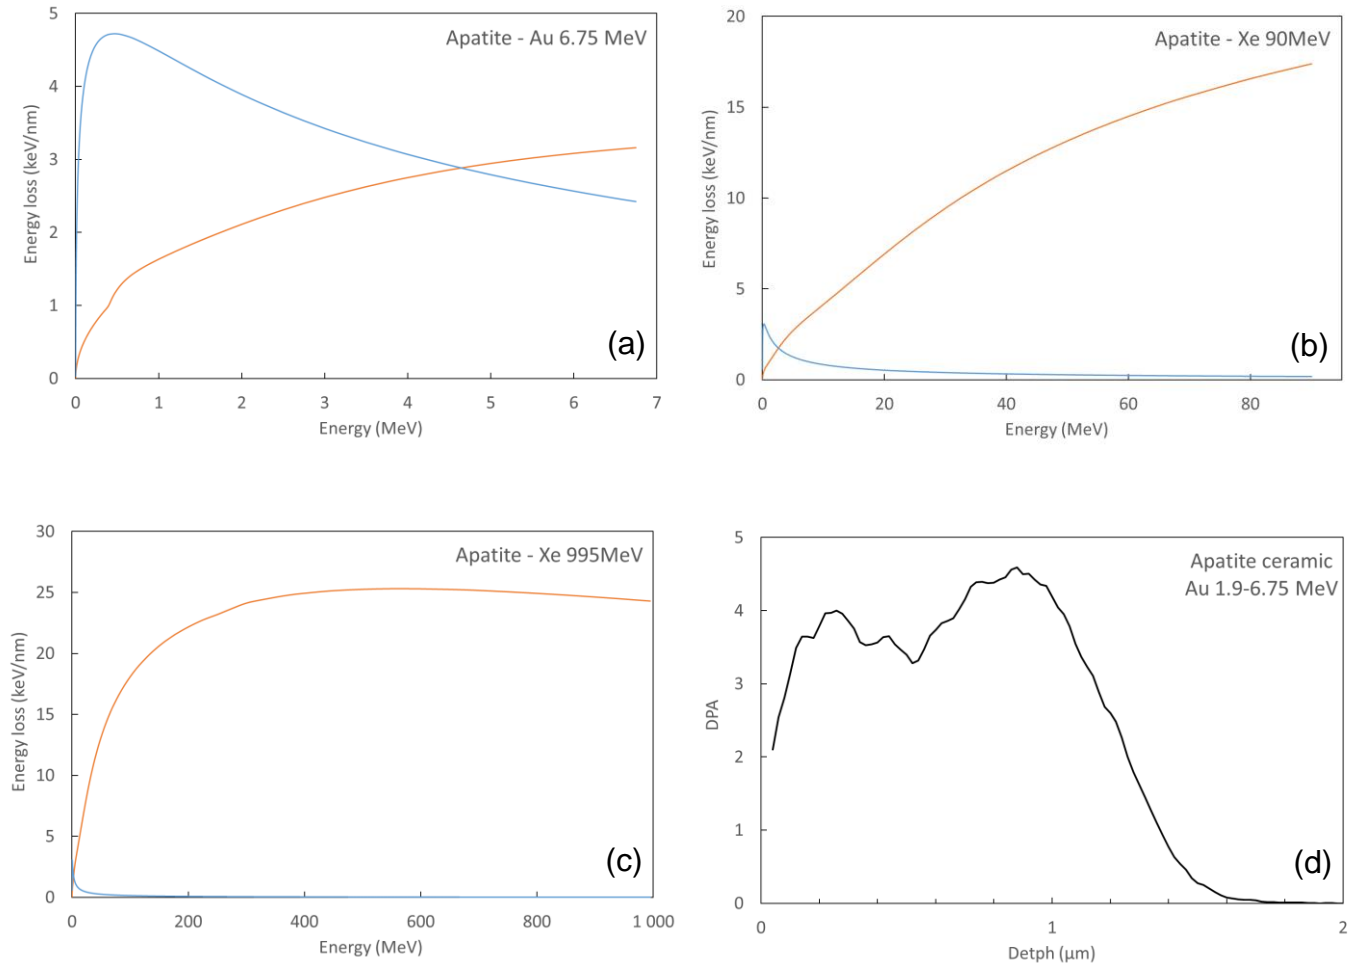 Apatite - Au 6.75 MeV
Energy loss (keV/nm)
5
4
3
2
1
0
0 1 2 3 4 5 6 7
Energy (MeV)
(a)
Apatite - Xe 90MeV
Energy loss (keV/nm)
20
15
10
5
0
0 20 40 60 80
Energy (MeV)
(b)
Apatite - Xe 995MeV
Energy loss (keV/nm)
30
25
20
15
10
5
0
0 200 400 600 800 1 000
Energy (MeV)
(c)
Apatite ceramic
Au 1.9-6.75 MeV
DPA
5
4
3
2
1
0
0 1 2
Detph (µm)
(d)